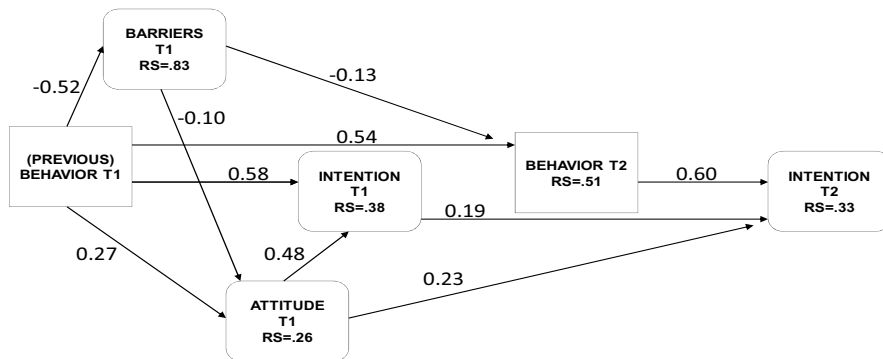 BARRIERS
T1
RS=.83
-0.52
-0.13
-0.10
0.54
(PREVIOUS)
BEHAVIOR T1
0.58
INTENTION
T1
RS=.38
BEHAVIOR T2
RS=.51
0.60
INTENTION
T2
RS=.33
0.19
0.27
0.48
0.23
ATTITUDE
T1
RS=.26